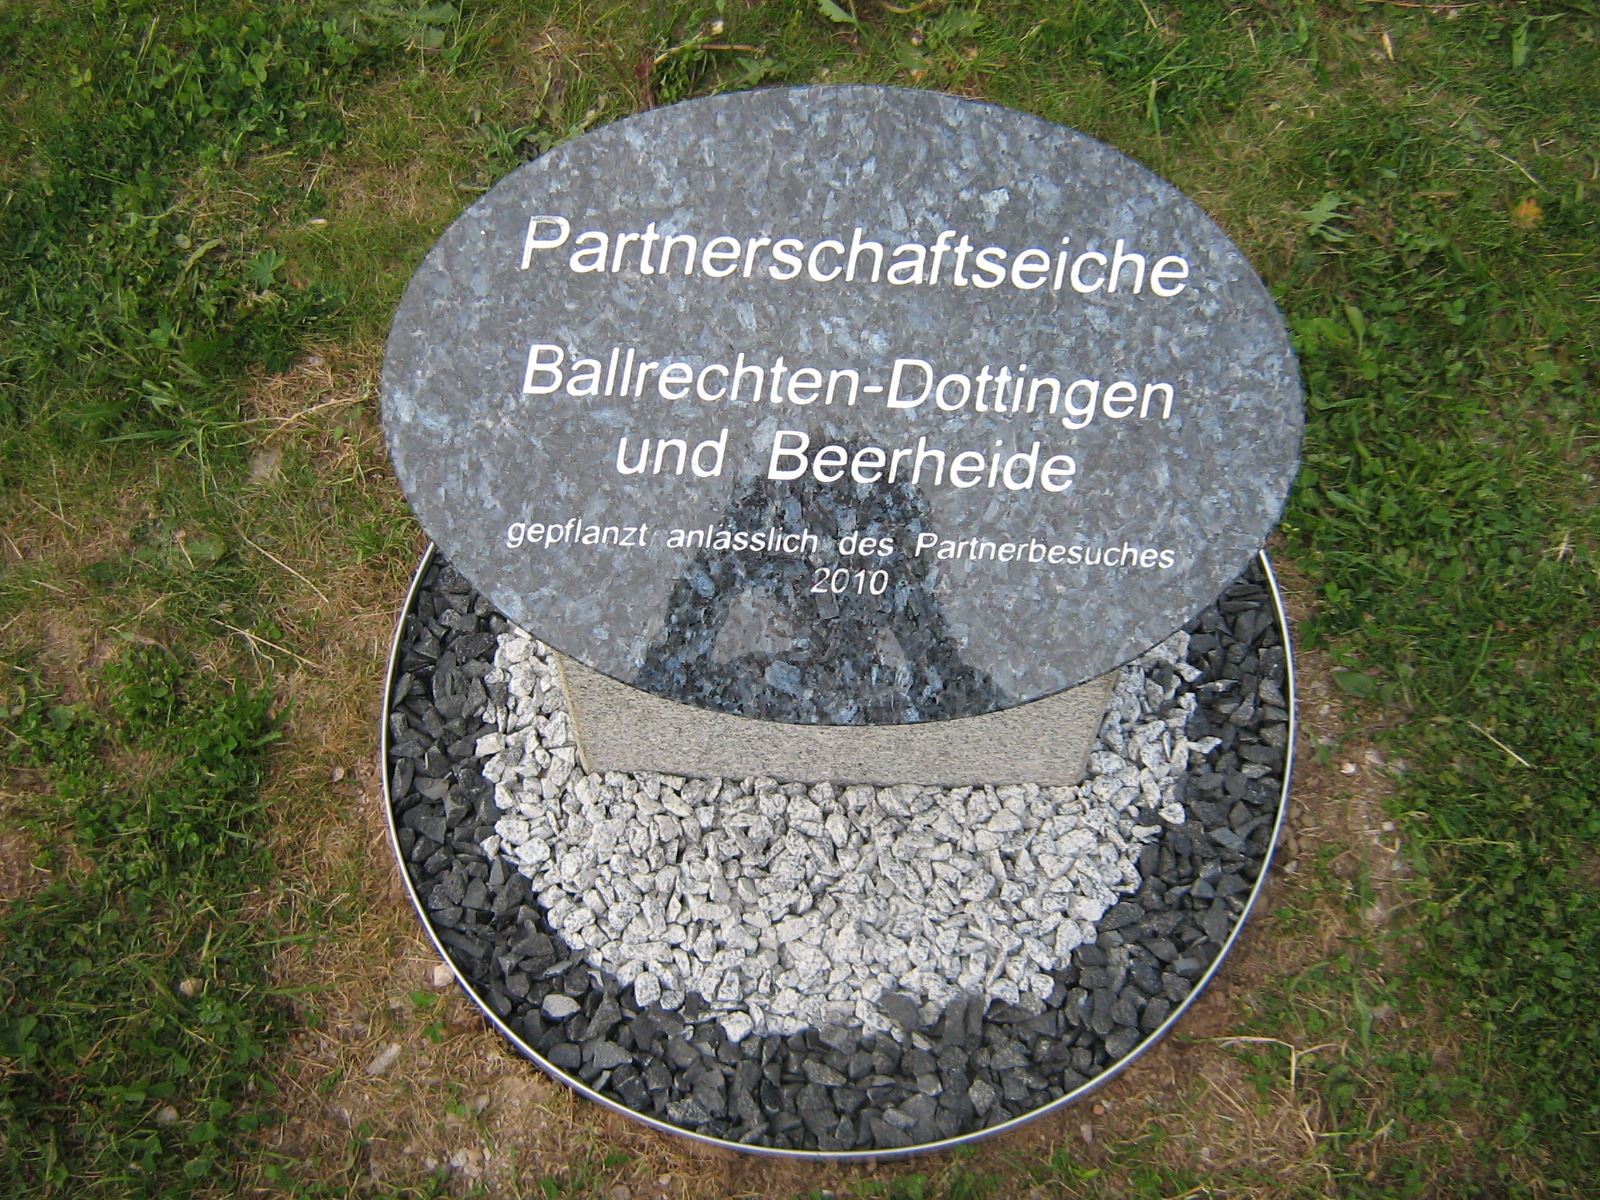 Partnerschaftseiche
Ballrechten-Dottingen
und Beerheide
gepflanzt anlässlich des Partnerbesuches
2010